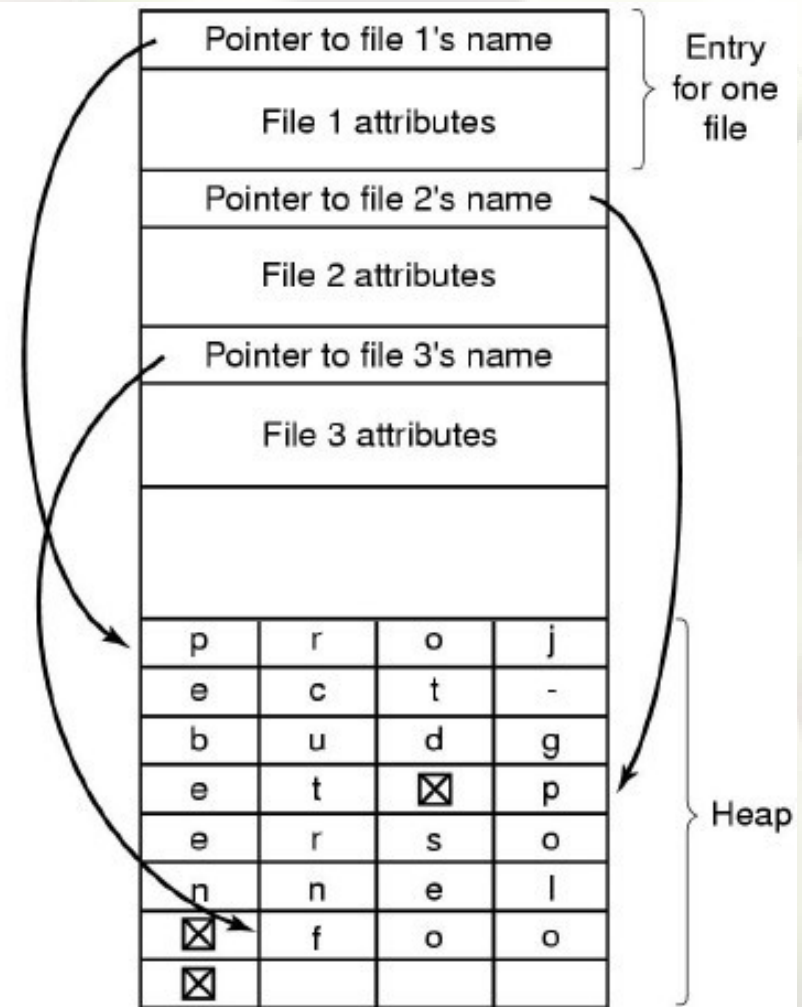 Pointer to file 1's name
Entry
for one
file
File 1 attributes
Pointer to file 2's name
File 2 attributes
Pointer to file 3's name
File 3 attributes
p r o j
e c t -
b u d g
e t ☒ p
e r s o
n n e l
☒ f o o
☒
Heap